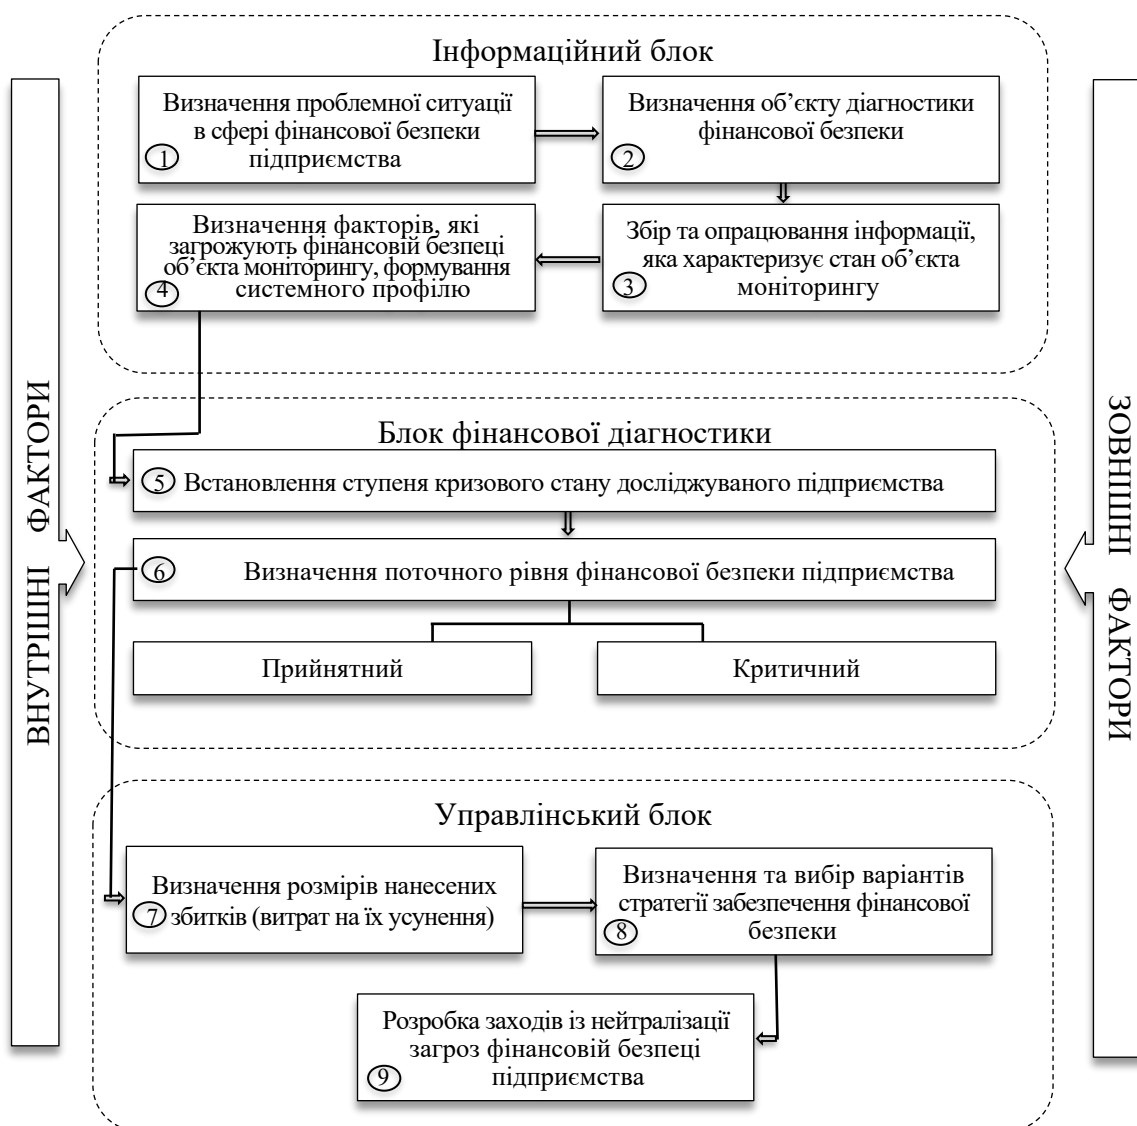 Інформаційний блок
Визначення проблемної ситуації
в сфері фінансової безпеки
підприємства
1
Визначення об’єкту діагностики
фінансової безпеки
2
Визначення факторів, які
загрожують фінансовій безпеці
об’єкта моніторингу, формування
системного профілю
4
Збір та опрацювання інформації,
яка характеризує стан об’єкта
моніторингу
3
ВНУТРІШНІ ФАКТОРИ
ЗОВНІШНІ ФАКТОРИ
Блок фінансової діагностики
5 Встановлення ступеня кризового стану досліджуваного підприємства
6 Визначення поточного рівня фінансової безпеки підприємства
Прийнятний
Критичний
Управлінський блок
Визначення розмірів нанесених
7 збитків (витрат на їх усунення)
Визначення та вибір варіантів
стратегії забезпечення фінансової
безпеки
8
Розробка заходів із нейтралізації
загроз фінансовій безпеці
підприємства
9